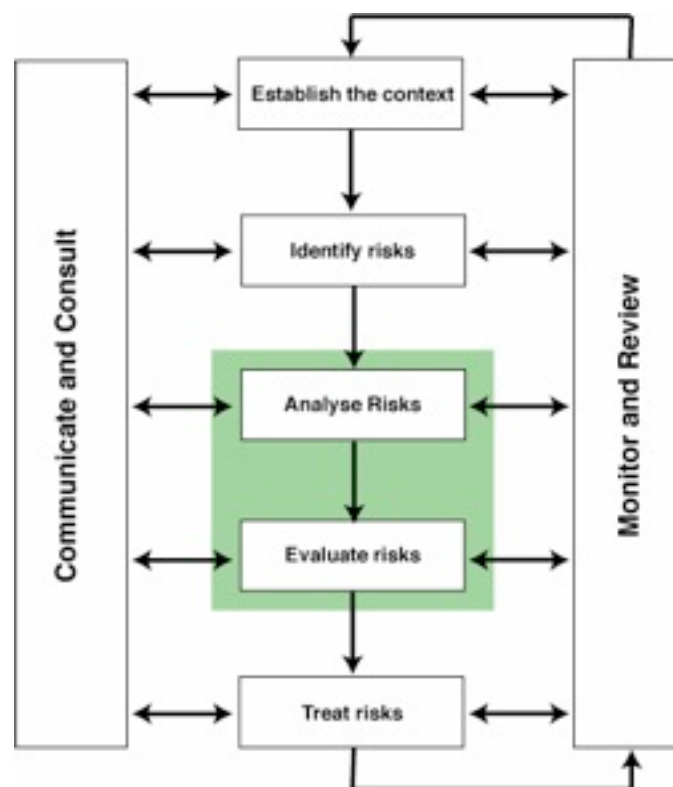 Establish the context
Identify risks
Analyse Risks
Evaluate risks
Treat risks
Communicate and Consult
Monitor and Review